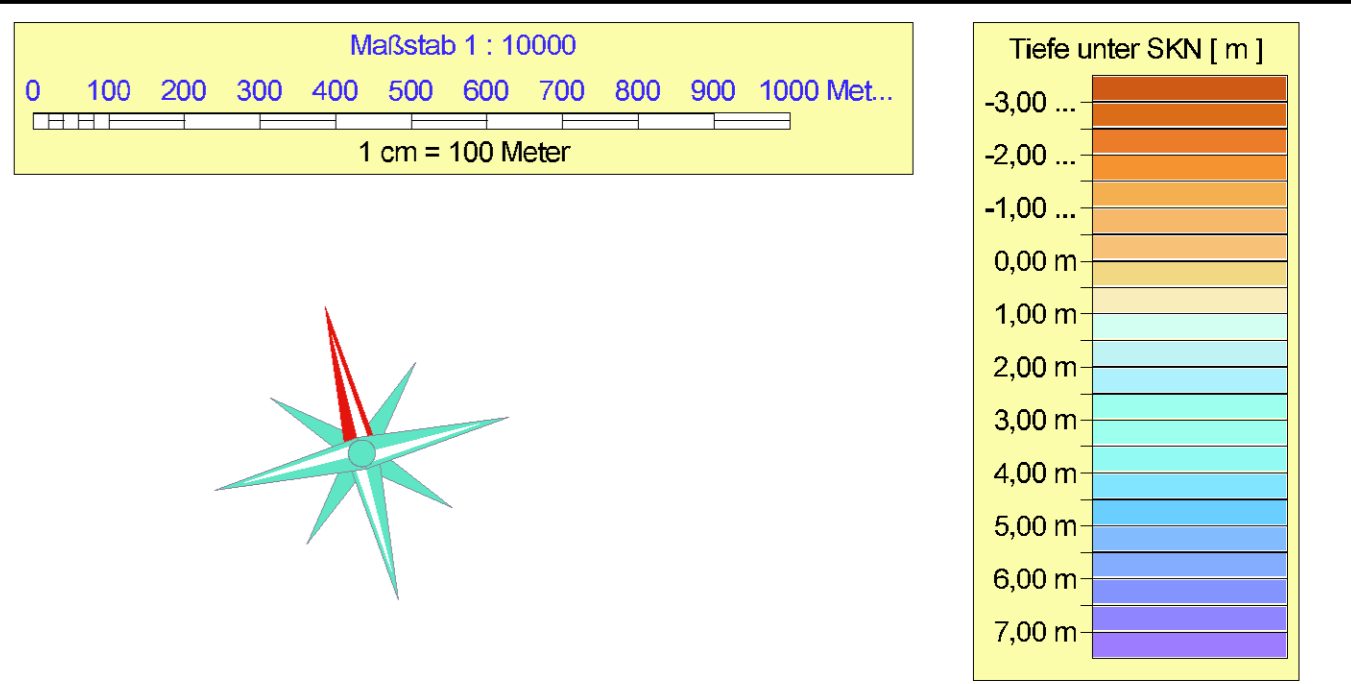 Maßstab 1 : 10000
0 100 200 300 400 500 600 700 800 900 1000 Met...
1 cm = 100 Meter
Tiefe unter SKN [ m ]
-3,00 ...
-2,00 ...
-1,00 ...
0,00 m
1,00 m
2,00 m
3,00 m
4,00 m
5,00 m
6,00 m
7,00 m